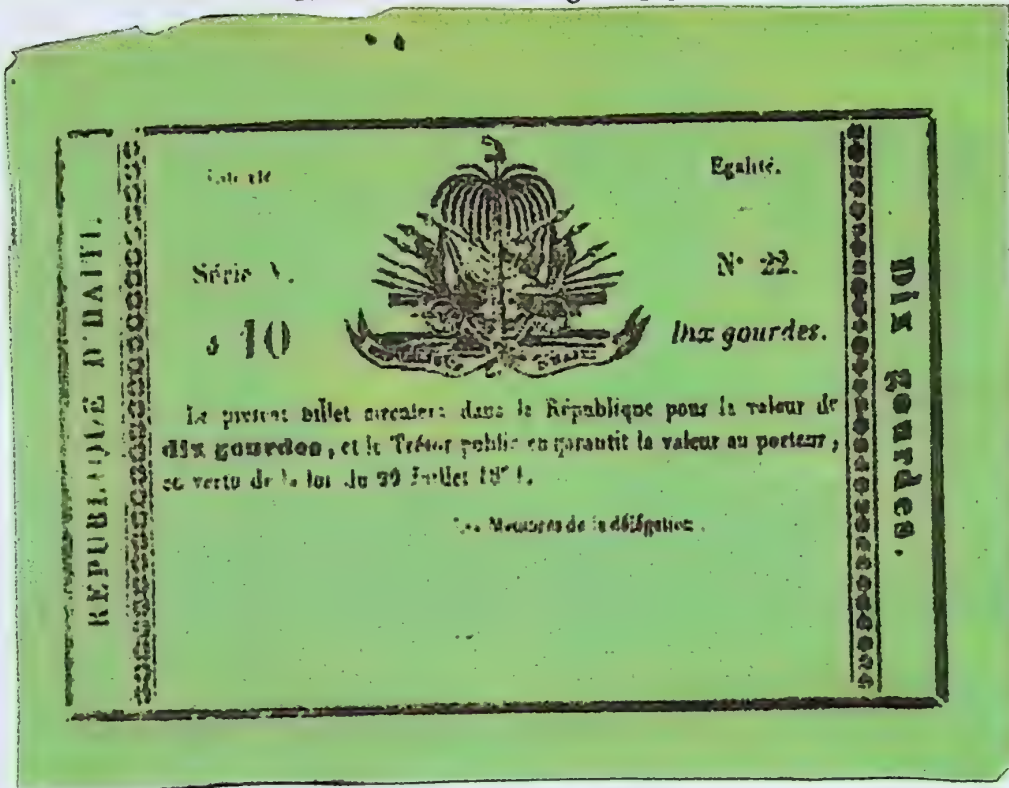 REPUBLIQUE D'HAITI.
Egalité.
Série
N° 22.
10
Dix gourdes.
Le présent billet circulera dans la République pour la valeur de
dix gourdes, et le Trésor public en garantit la valeur au porteur,
en vertu de la loi du Juillet
Les Membres de la délégation.
Dix gourdes.